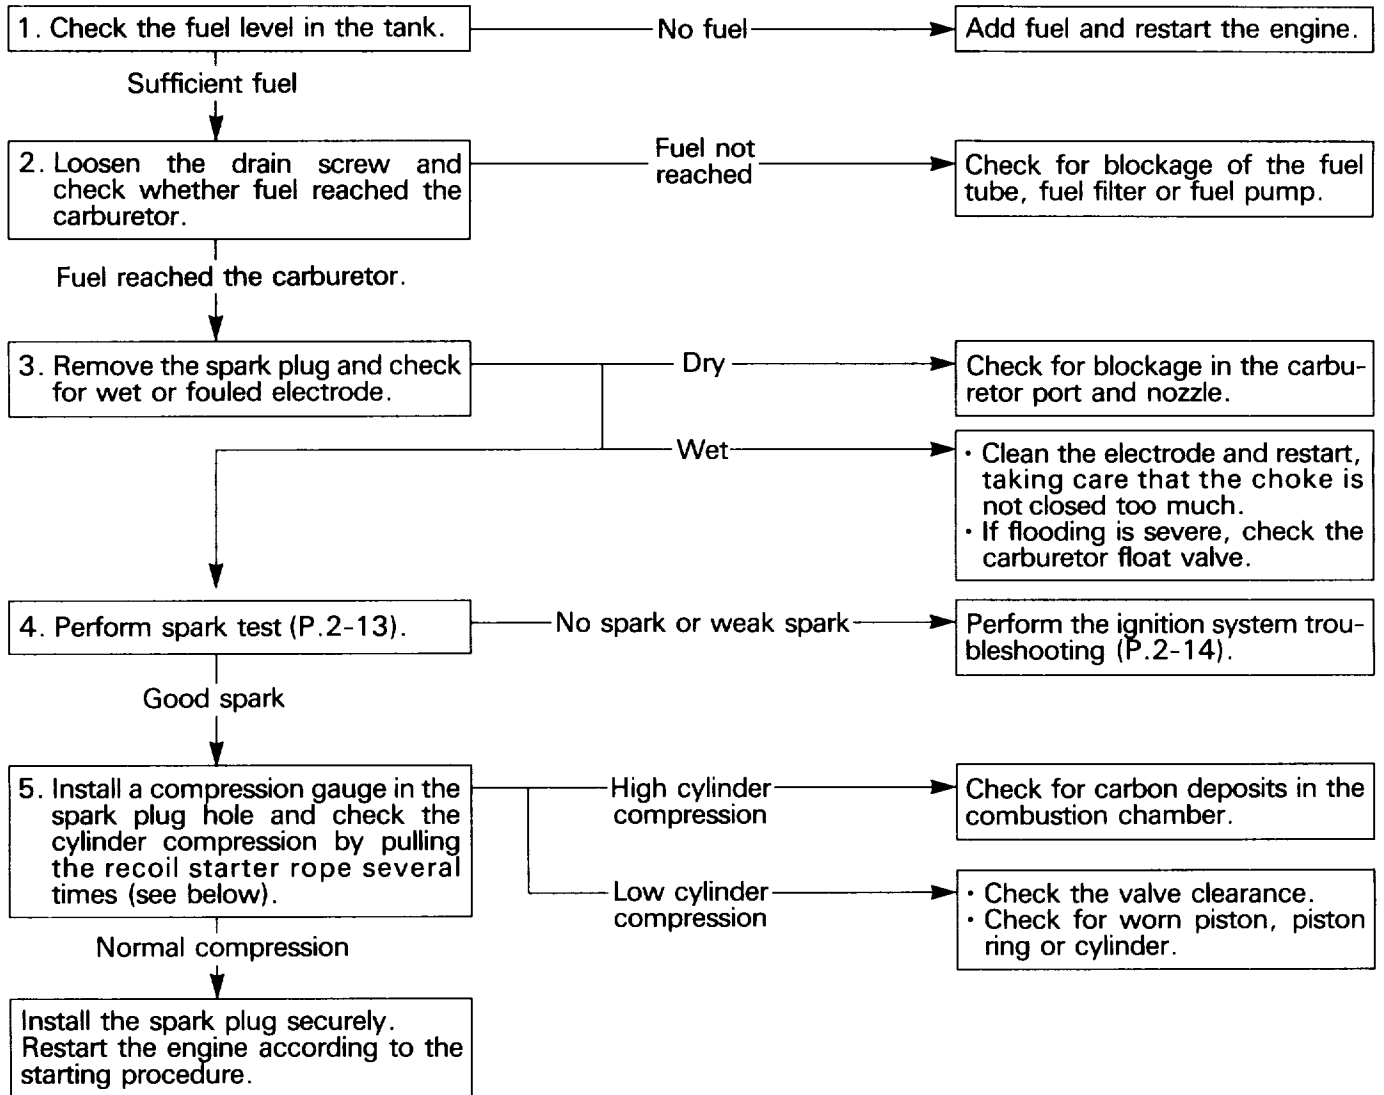 1. Check the fuel level in the tank.
No fuel
Add fuel and restart the engine.
Sufficient fuel
2. Loosen the drain screw and
check whether fuel reached the
carburetor.
Fuel not
reached
Check for blockage of the fuel
tube, fuel filter or fuel pump.
Fuel reached the carburetor.
3. Remove the spark plug and check
for wet or fouled electrode.
Dry
Check for blockage in the carbu-
retor port and nozzle.
Wet
· Clean the electrode and restart,
taking care that the choke is
not closed too much.
· If flooding is severe, check the
carburetor float valve.
4. Perform spark test (P.2-13).
No spark or weak spark
Perform the ignition system trou-
bleshooting (P.2-14).
Good spark
5. Install a compression gauge in the
spark plug hole and check the
cylinder compression by pulling
the recoil starter rope several
times (see below).
High cylinder
compression
Check for carbon deposits in the
combustion chamber.
Low cylinder
compression
· Check the valve clearance.
· Check for worn piston, piston
ring or cylinder.
Normal compression
Install the spark plug securely.
Restart the engine according to the
starting procedure.